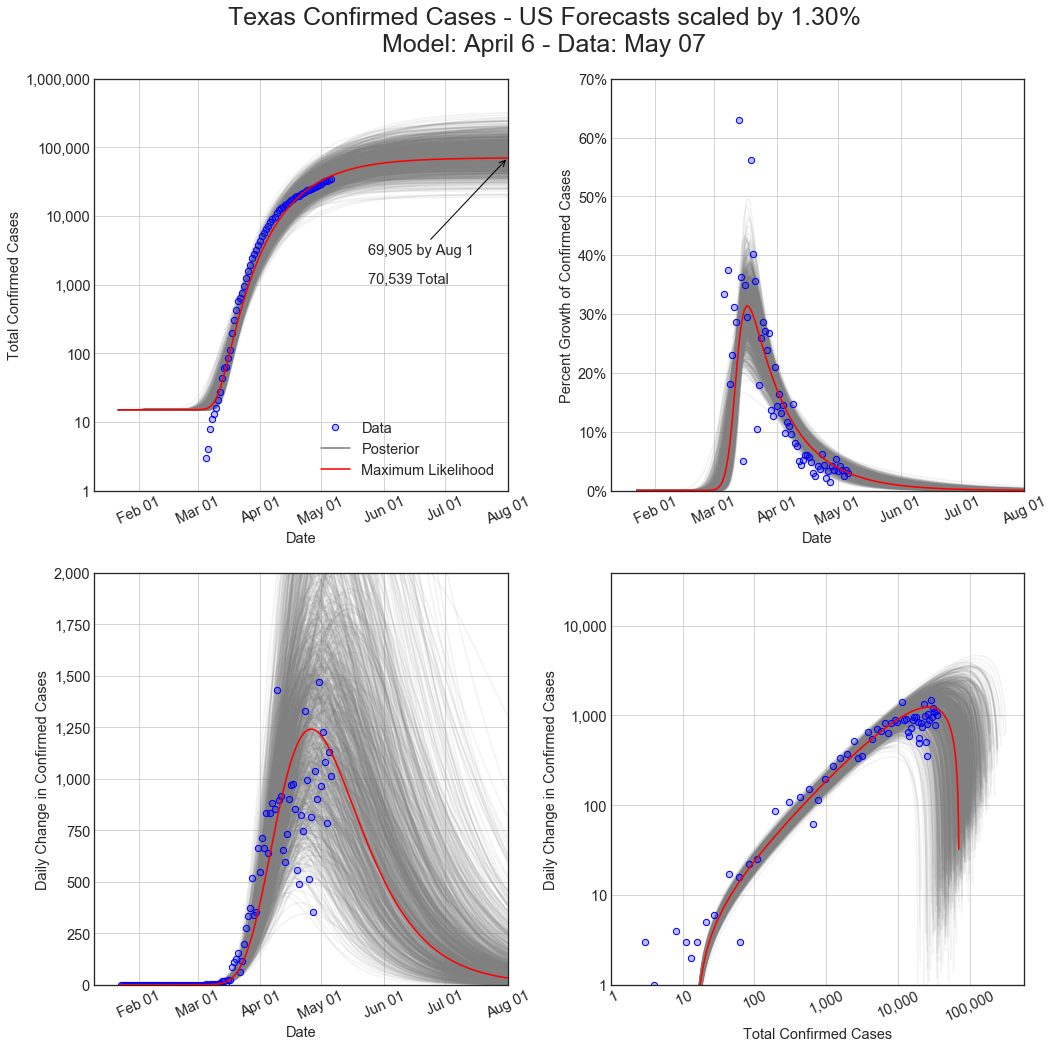 Texas Confirmed Cases - US Forecasts scaled by 1.30%
Model: April 6 - Data: May 07
Total Confirmed Cases
1,000,000
100,000
10,000
1,000
100
10
1
69,905 by Aug 1
70,539 Total
Data
Posterior
Maximum Likelihood
Feb 01 Mar 01 Apr 01 May 01 Jun 01 Jul 01 Aug 01
Date
Percent Growth of Confirmed Cases
70%
60%
50%
40%
30%
20%
10%
0%
Feb 01 Mar 01 Apr 01 May 01 Jun 01 Jul 01 Aug 01
Date
Daily Change in Confirmed Cases
2,000
1,750
1,500
1,250
1,000
750
500
250
0
Feb 01 Mar 01 Apr 01 May 01 Jun 01 Jul 01 Aug 01
Date
Daily Change in Confirmed Cases
10,000
1,000
100
10
1
1 10 100 1,000 10,000 100,000
Total Confirmed Cases